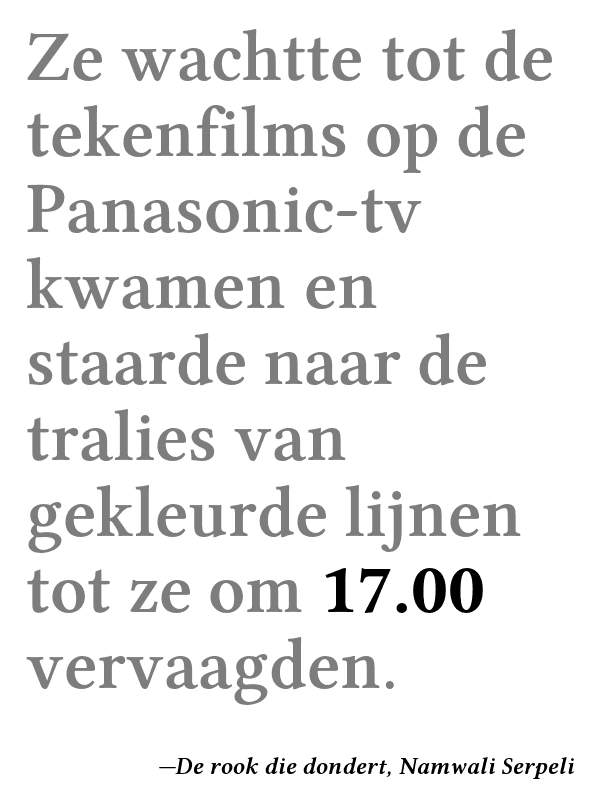 Ze wachtte tot de
tekenfilms op de
Panasonic-tv
kwamen en
staarde naar de
tralies van
gekleurde lijnen
tot ze om 17.00
vervaagden.
—De rook die dondert, Namwali Serpeli